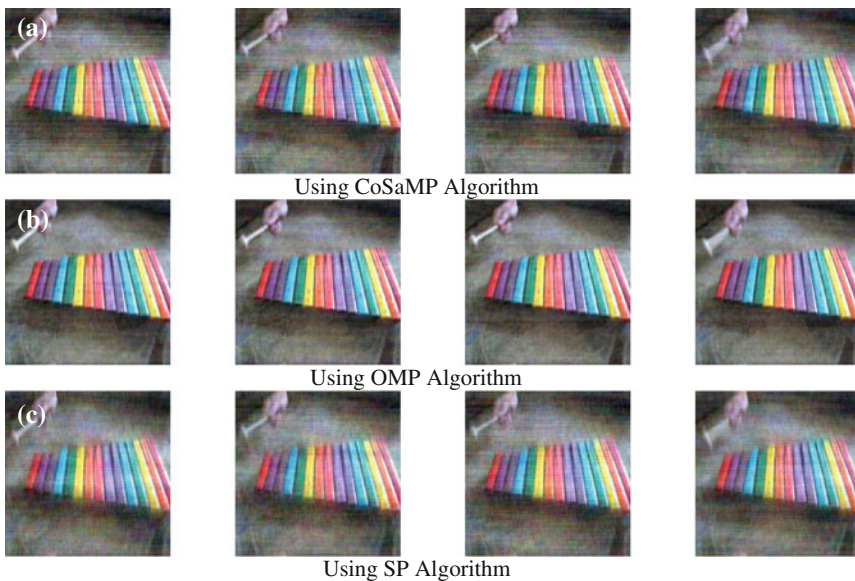 (a)
Using CoSaMP Algorithm
(b)
Using OMP Algorithm
(c)
Using SP Algorithm